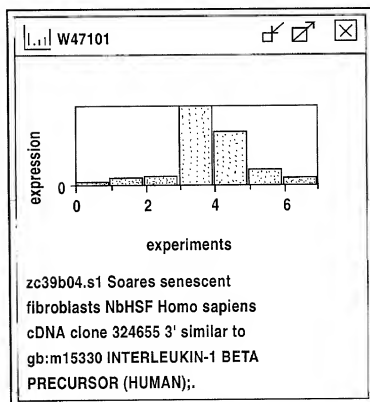 W47101
expression
0
0 2 4 6
experiments
zc39b04.s1 Soares senescent
fibroblasts NbHSF Homo sapiens
cDNA clone 324655 3' similar to
gb:m15330 INTERLEUKIN-1 BETA
PRECURSOR (HUMAN);.